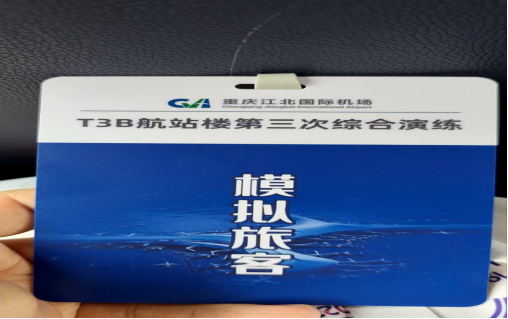 重庆江北国际机场
Chongqing Jiangbei International Airport
T3B航站楼第三次综合演练
模拟旅客